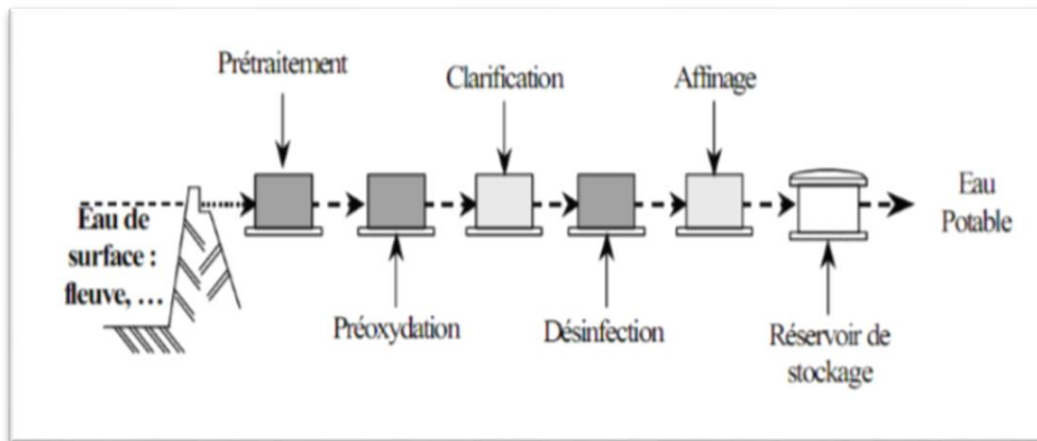 Prétraitement
Clarification
Affinage
Eau de
surface :
fleuve, ...
Eau
Potable
Préoxydation
Désinfection
Réservoir de
stockage